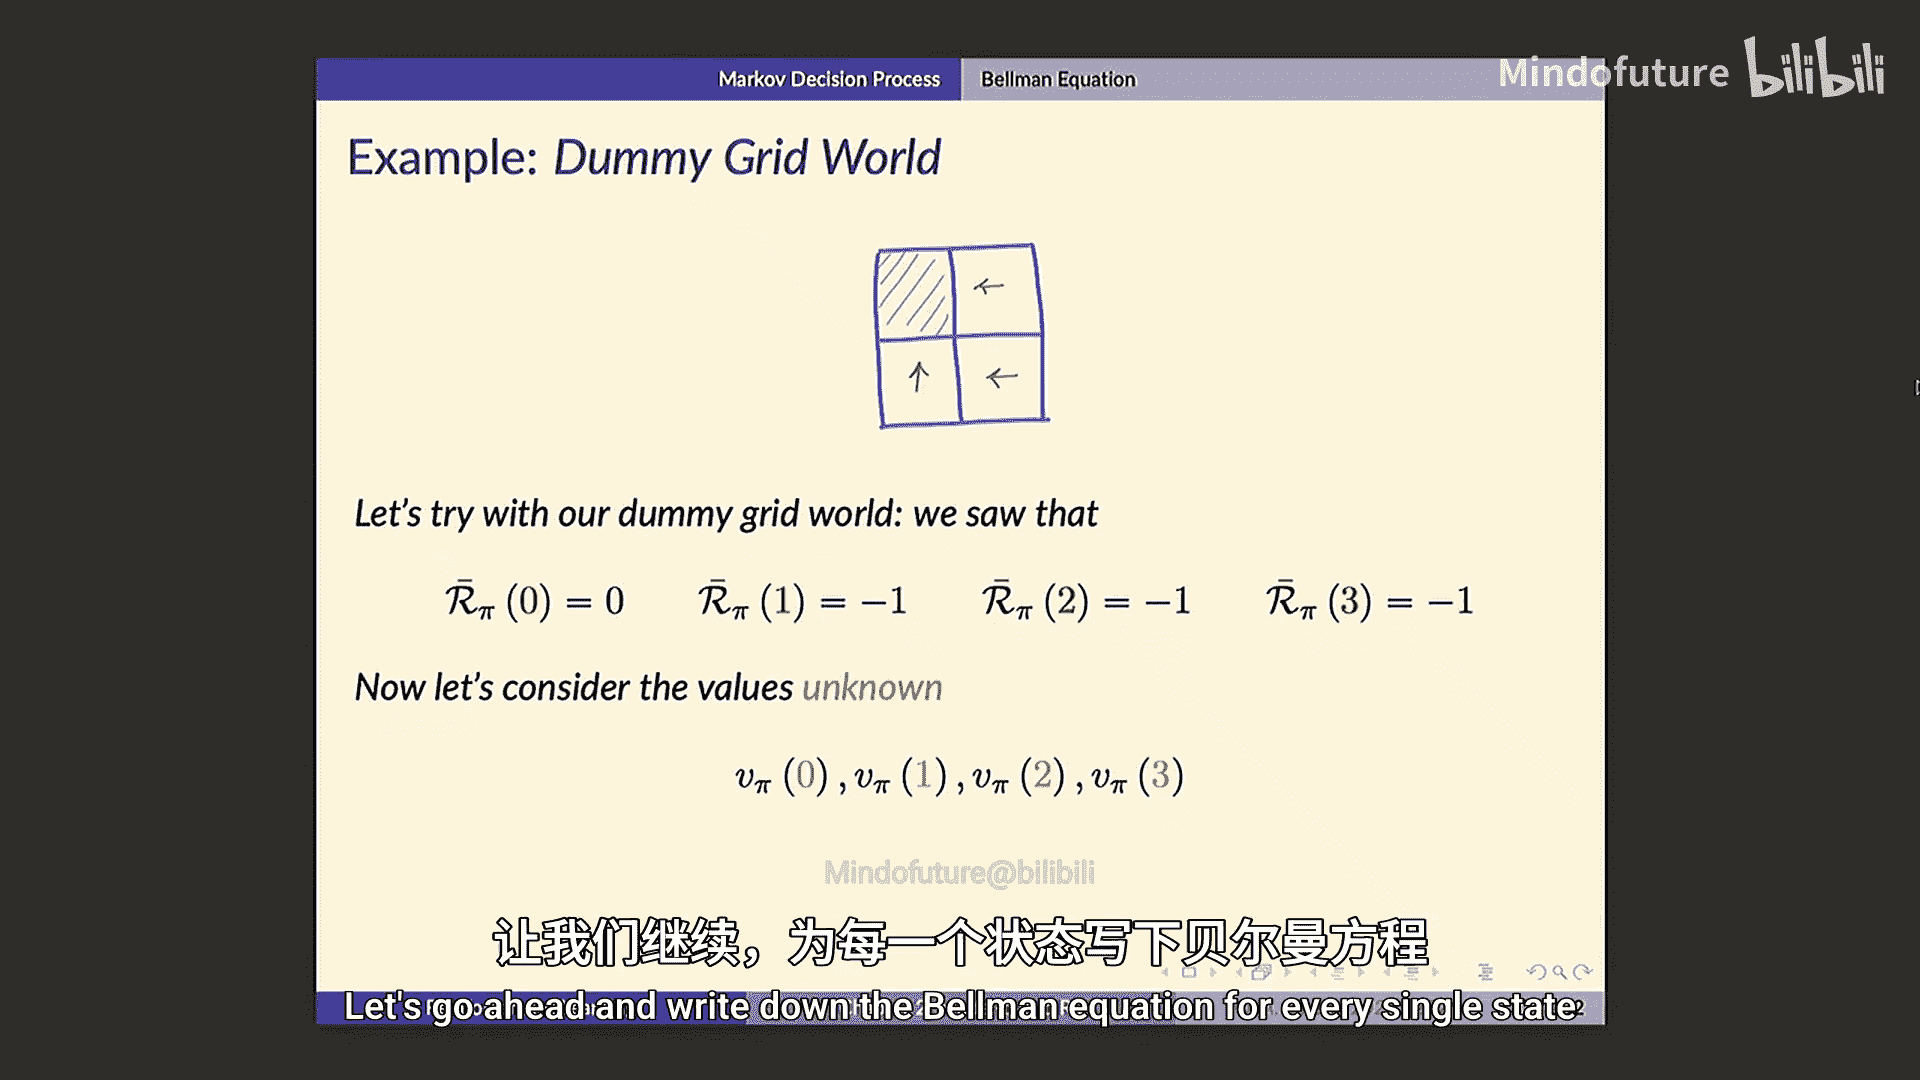 Mindofuture bilibili
Markov Decision Process Bellman Equation
Example: Dummy Grid World
Let's try with our dummy grid world: we saw that
R̄π (0) = 0 R̄π (1) = −1 R̄π (2) = −1 R̄π (3) = −1
Now let's consider the values unknown
vπ (0) , vπ (1) , vπ (2) , vπ (3)
Mindofuture@bilibili
让我们继续，为每一个状态写下贝尔曼方程
Let's go ahead and write down the Bellman equation for every single state